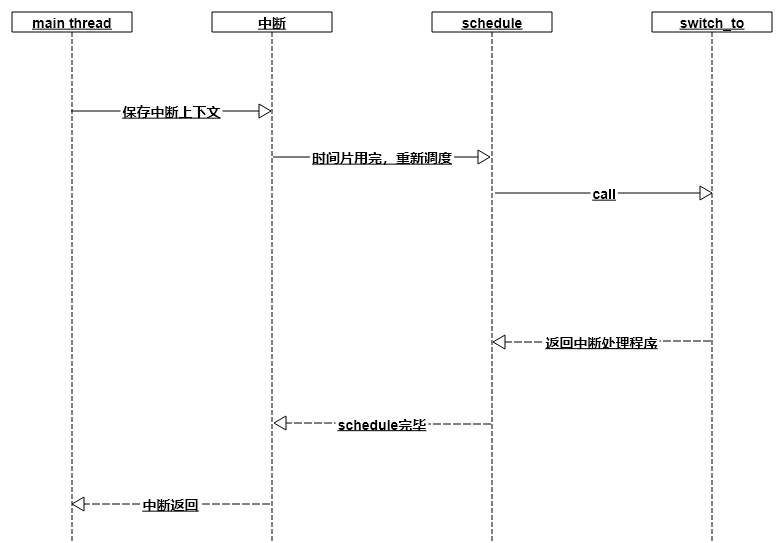 main thread
中断
schedule
switch_to
保存中断上下文
时间片用完，重新调度
call
返回中断处理程序
schedule完毕
中断返回